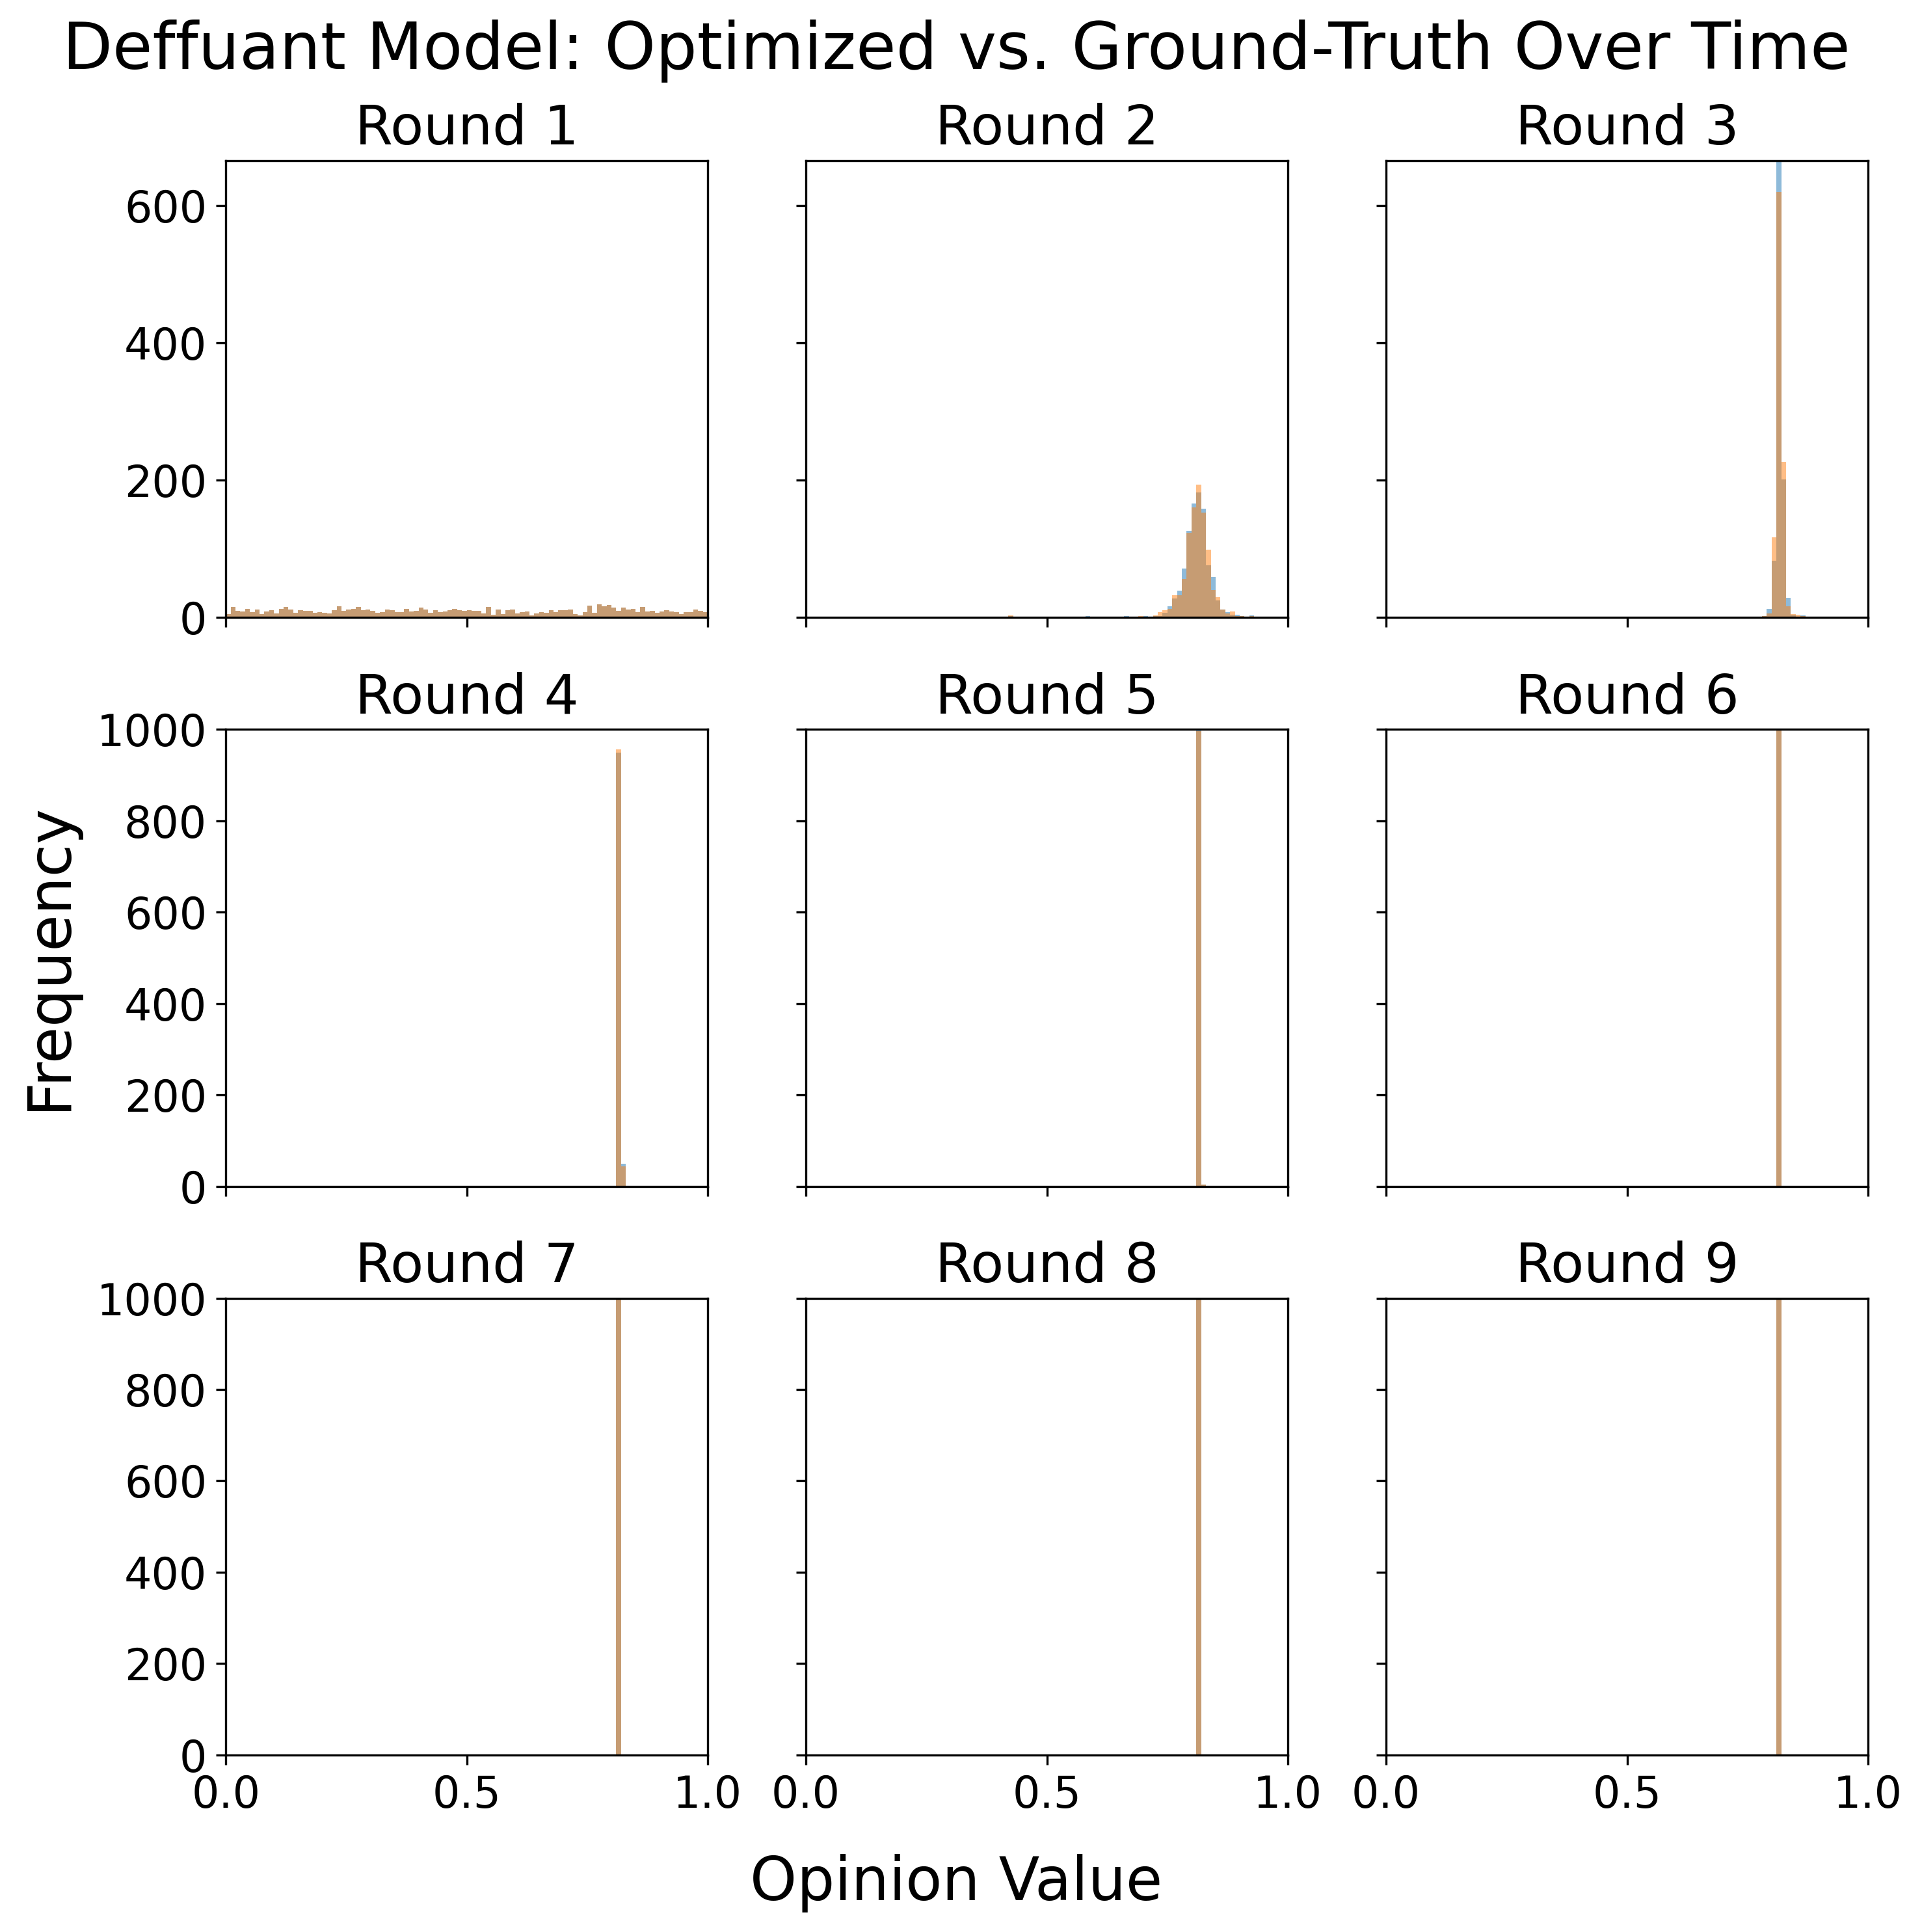 Deffuant Model: Optimized vs. Ground-Truth Over Time
Round 1
Round 2
Round 3
600
400
200
0
Round 4
Round 5
Round 6
1000
800
600
400
200
0
Frequency
Round 7
Round 8
Round 9
1000
800
600
400
200
0
0.0 0.5 1.0 0.0 0.5 1.0 0.0 0.5 1.0
Opinion Value